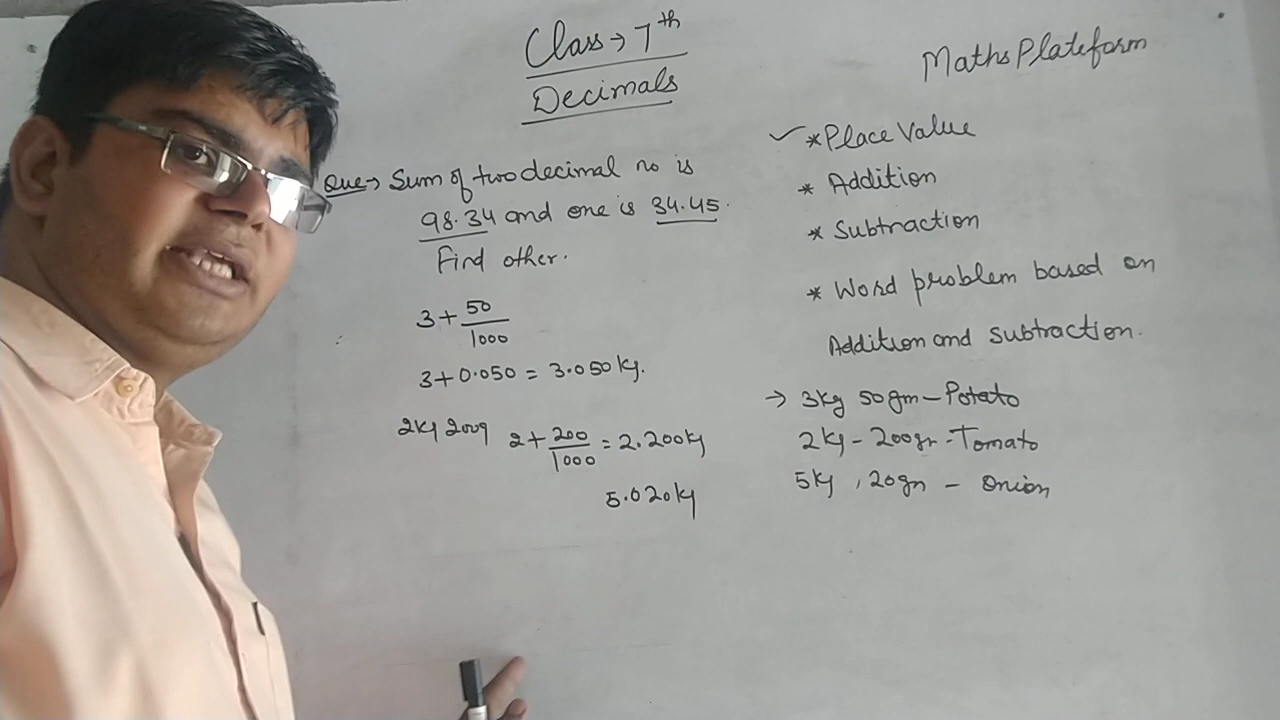 Class → 7th
Decimals
Maths Plateform
Que → Sum of two decimal no is
98.34 and one is 34.45.
Find other.
3 + 50/1000
3 + 0.050 = 3.050 kg.
2kg 200g 2 + 200/1000 = 2.200kg
5.020kg
✓ * Place Value
* Addition
* Subtraction
* Word problem based on
Addition and subtraction.
→ 3kg 50gm - Potato
2kg - 200gm - Tomato
5kg , 20gm - Onion